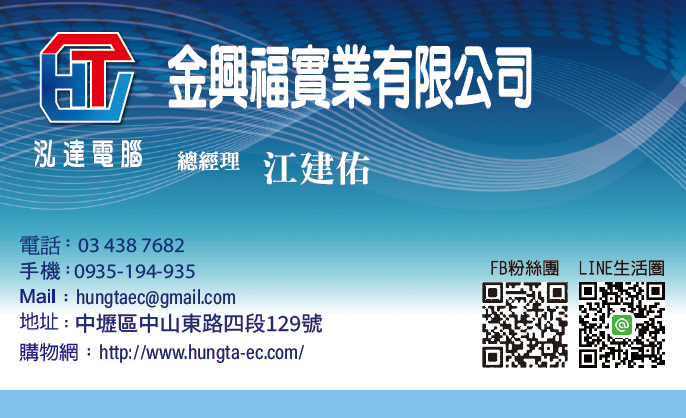 金興福實業有限公司
泓達電腦
總經理 江建佑
電話：03 438 7682
手機：0935-194-935
Mail：hungtaec@gmail.com
地址：中壢區中山東路四段129號
購物網：http://www.hungta-ec.com/
FB粉絲團 LINE生活圈